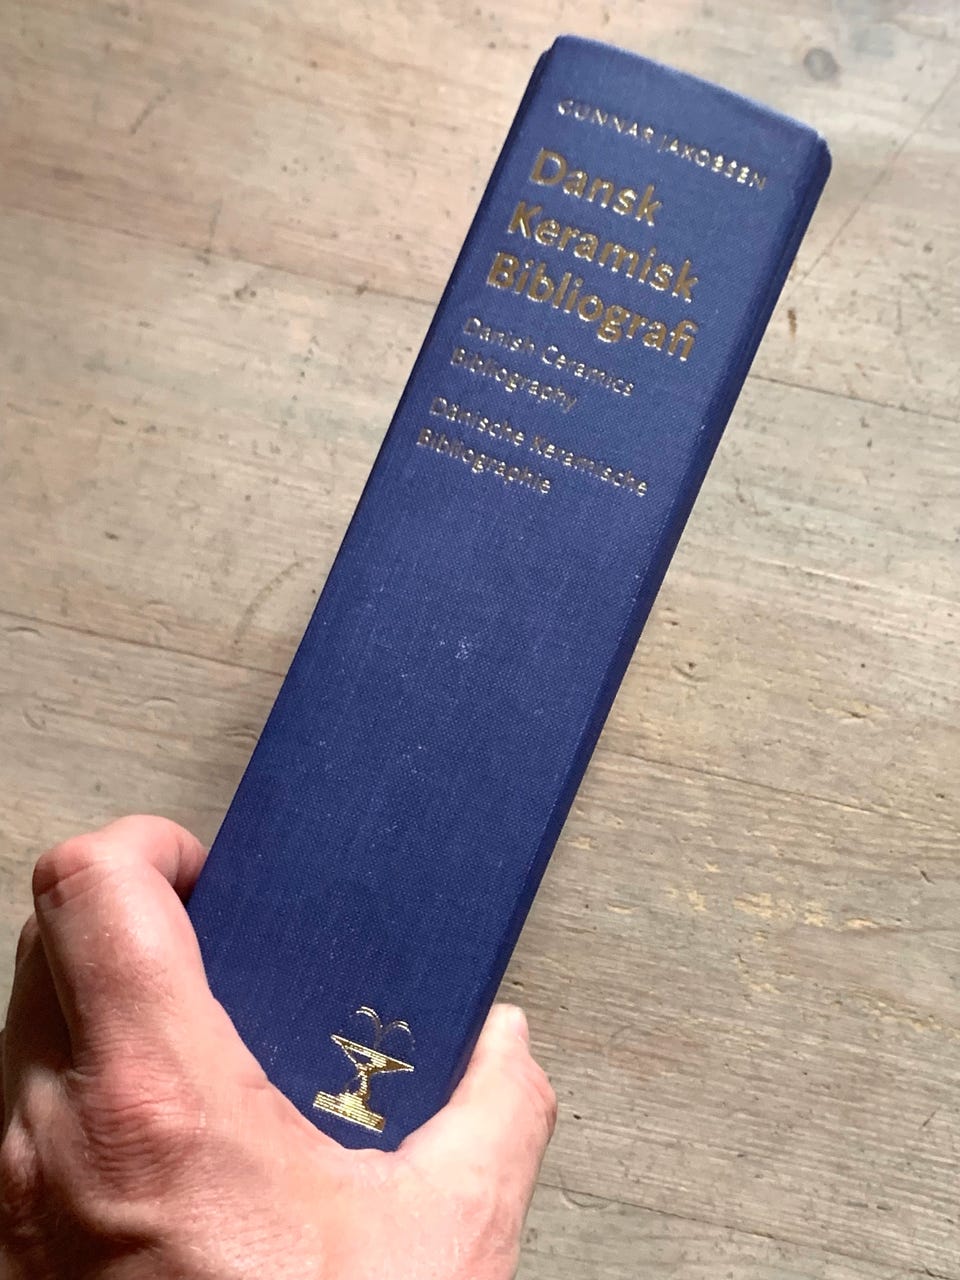 GUNNAR JAKOBSEN
Dansk
Keramisk
Bibliografi
Danish Ceramics
Bibliography
Dänische Keramische
Bibliographie